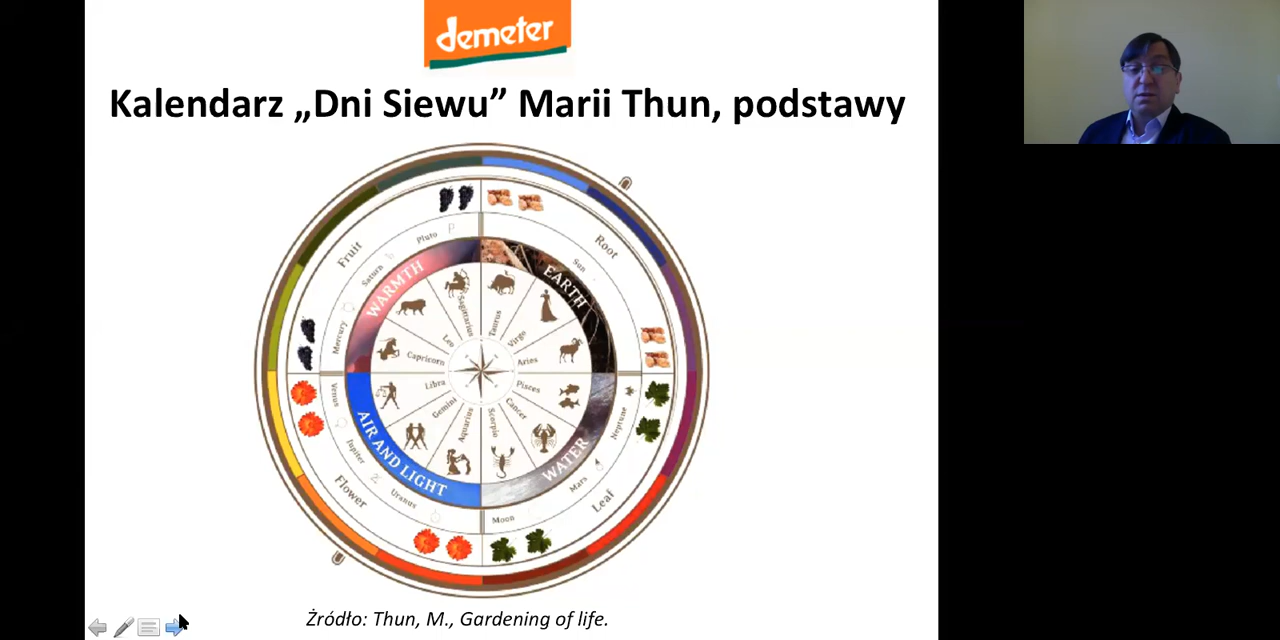 demeter
Kalendarz „Dni Siewu” Marii Thun, podstawy
Fruit
Root
Pluto
Saturn
Mercury
Sun
WARMTH
EARTH
Sagittarius
Taurus
Leo
Virgo
Capricorn
Aries
Libra
Pisces
Gemini
Cancer
Aquarius
Scorpio
AIR AND LIGHT
WATER
Venus
Jupiter
Uranus
Neptune
Mars
Moon
Flower
Leaf
Żródło: Thun, M., Gardening of life.